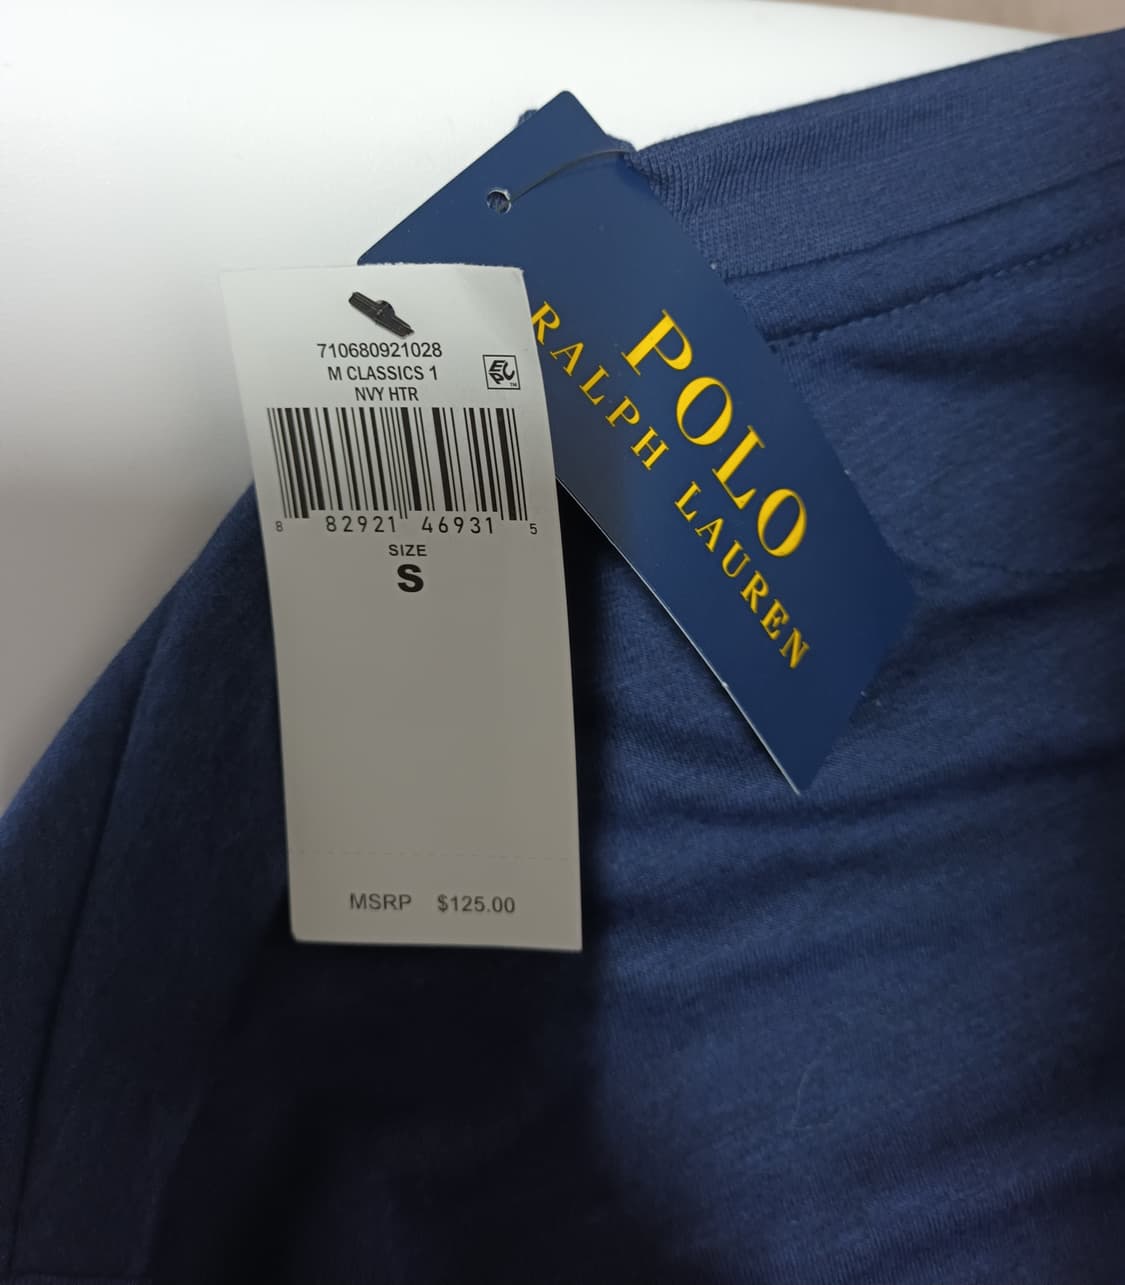 710680921028
M CLASSICS 1
NVY HTR
8 82921 46931 5
SIZE
S
MSRP $125.00
POLO
RALPH LAUREN